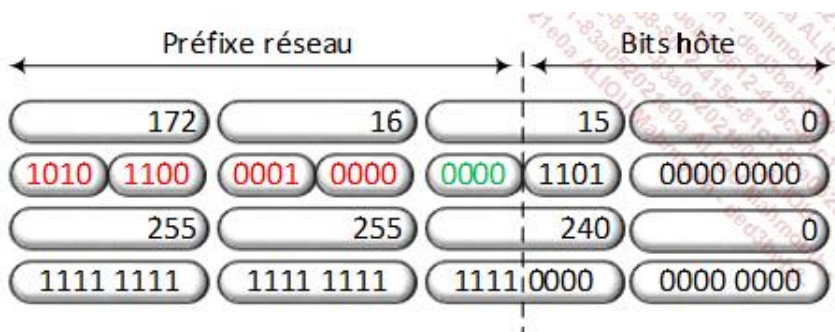 Préfixe réseau Bits hôte
172 16 15 0
1010 1100 0001 0000 0000 1101 0000 0000
255 255 240 0
1111 1111 1111 1111 1111 0000 0000 0000